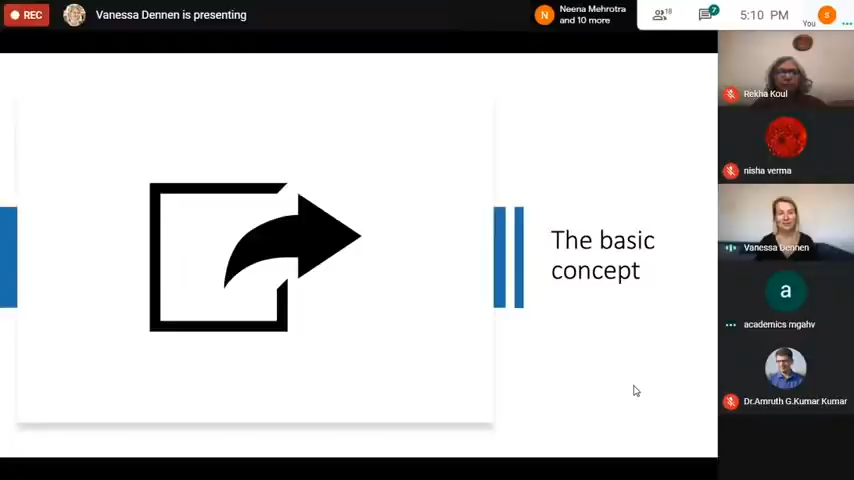 REC
Vanessa Dennen is presenting
N
Neena Mehrotra
and 10 more
18
7
5:10 PM
You
S
Rekha Koul
nisha verma
Vanessa Dennen
a
academics mgahv
Dr.Amruth G.Kumar Kumar
The basic
concept